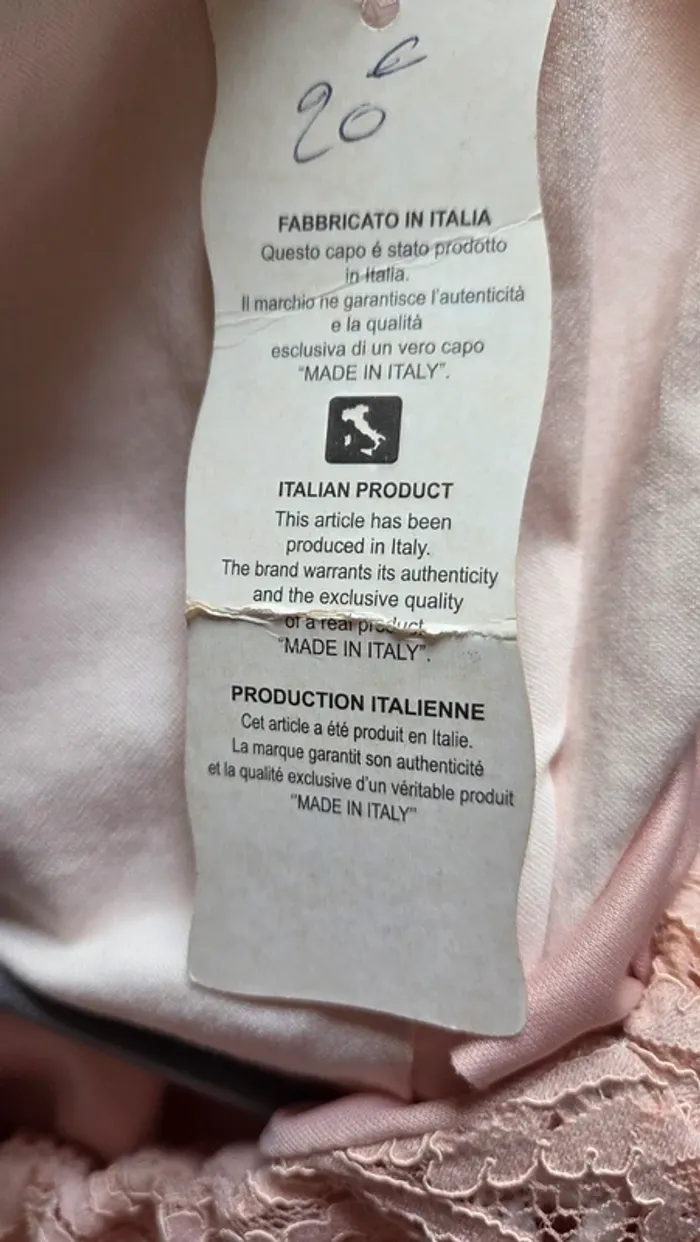 20 €
FABBRICATO IN ITALIA
Questo capo é stato prodotto
in Italia.
Il marchio ne garantisce l'autenticità
e la qualità
esclusiva di un vero capo
"MADE IN ITALY".
ITALIAN PRODUCT
This article has been
produced in Italy.
The brand warrants its authenticity
and the exclusive quality
of a real product
"MADE IN ITALY".
PRODUCTION ITALIENNE
Cet article a été produit en Italie.
La marque garantit son authenticité
et la qualité exclusive d'un véritable produit
"MADE IN ITALY"